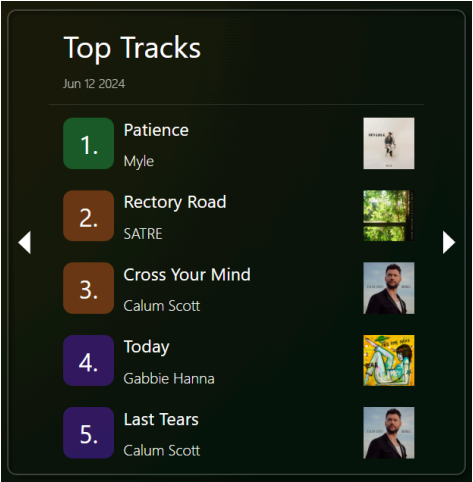 Top Tracks
Jun 12 2024
1.
Patience
Myle
2.
Rectory Road
SATRE
3.
Cross Your Mind
Calum Scott
4.
Today
Gabbie Hanna
5.
Last Tears
Calum Scott